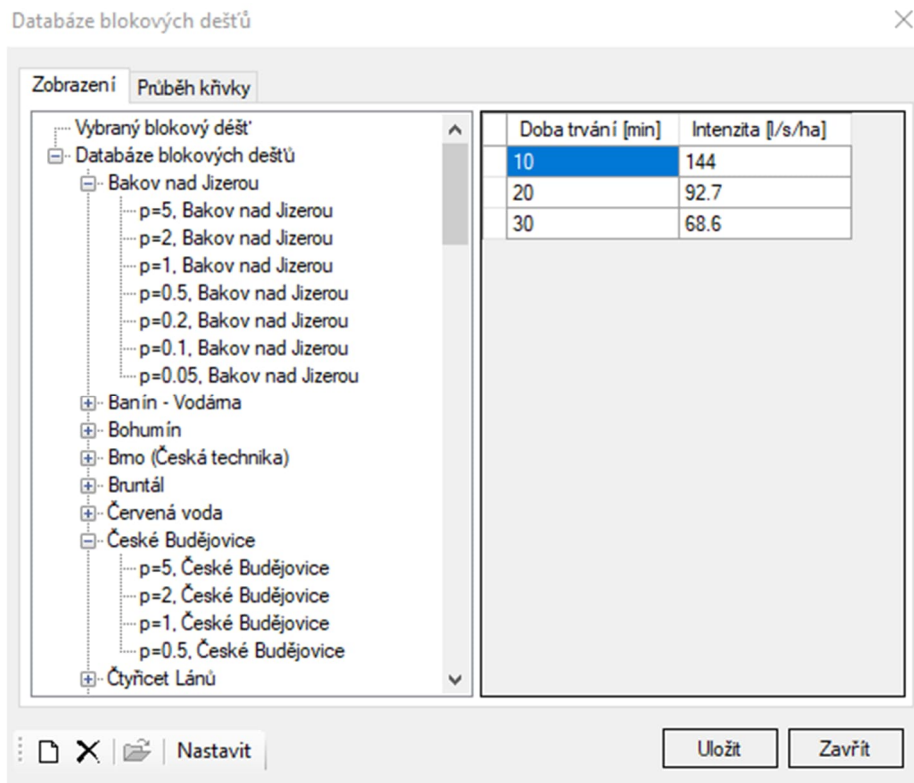 Databáze blokových dešťů
Zobrazení
Průběh křivky
Vybraný blokový déšť
Databáze blokových dešťů
Bakov nad Jizerou
p=5, Bakov nad Jizerou
p=2, Bakov nad Jizerou
p=1, Bakov nad Jizerou
p=0.5, Bakov nad Jizerou
p=0.2, Bakov nad Jizerou
p=0.1, Bakov nad Jizerou
p=0.05, Bakov nad Jizerou
Banín - Vodárna
Bohumín
Brno (Česká technika)
Bruntál
Červená voda
České Budějovice
p=5, České Budějovice
p=2, České Budějovice
p=1, České Budějovice
p=0.5, České Budějovice
Čtyřicet Lánů
Doba trvání [min] Intenzita [l/s/ha]
10 144
20 92.7
30 68.6
Nastavit
Uložit
Zavřít